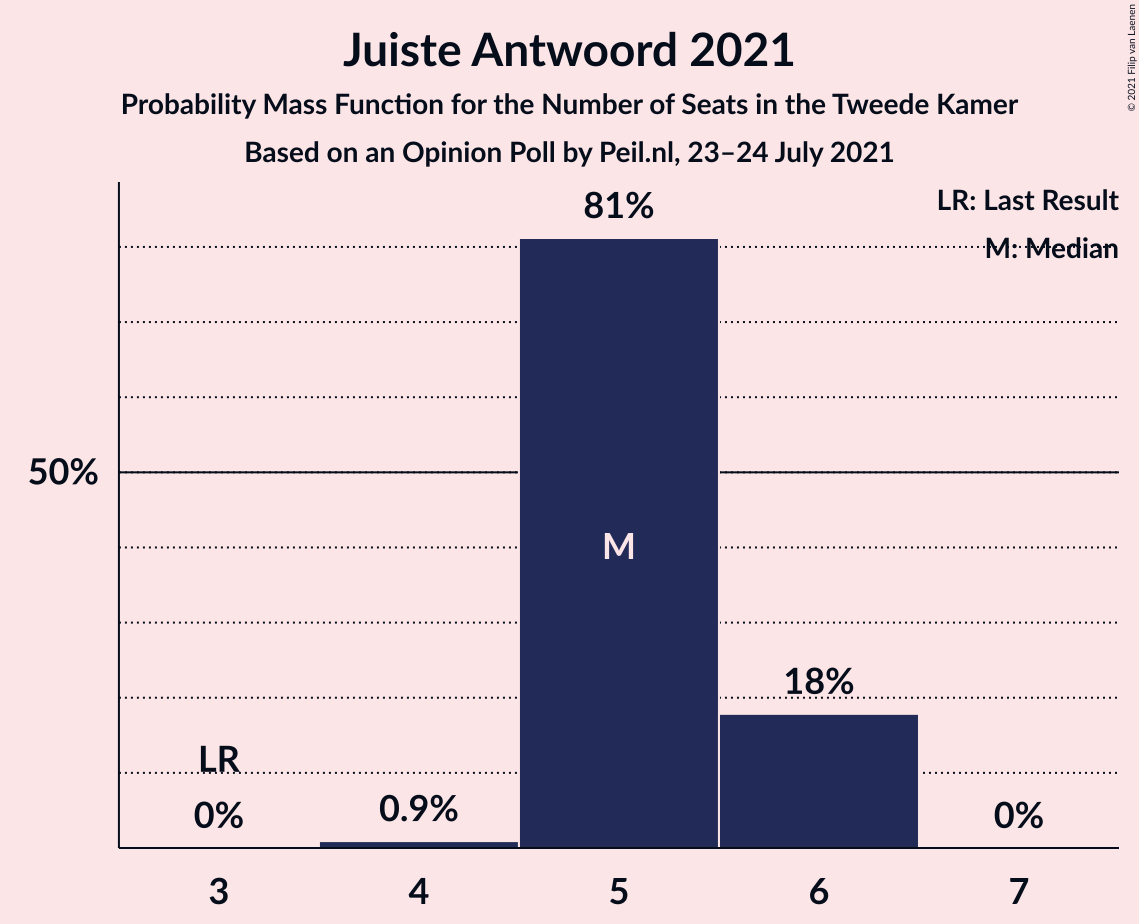 © 2021 Filip van Laenen
Juiste Antwoord 2021
Probability Mass Function for the Number of Seats in the Tweede Kamer
Based on an Opinion Poll by Peil.nl, 23–24 July 2021
LR: Last Result
M: Median
81%
50%
M
18%
LR
0%
0.9%
0%
3 4 5 6 7